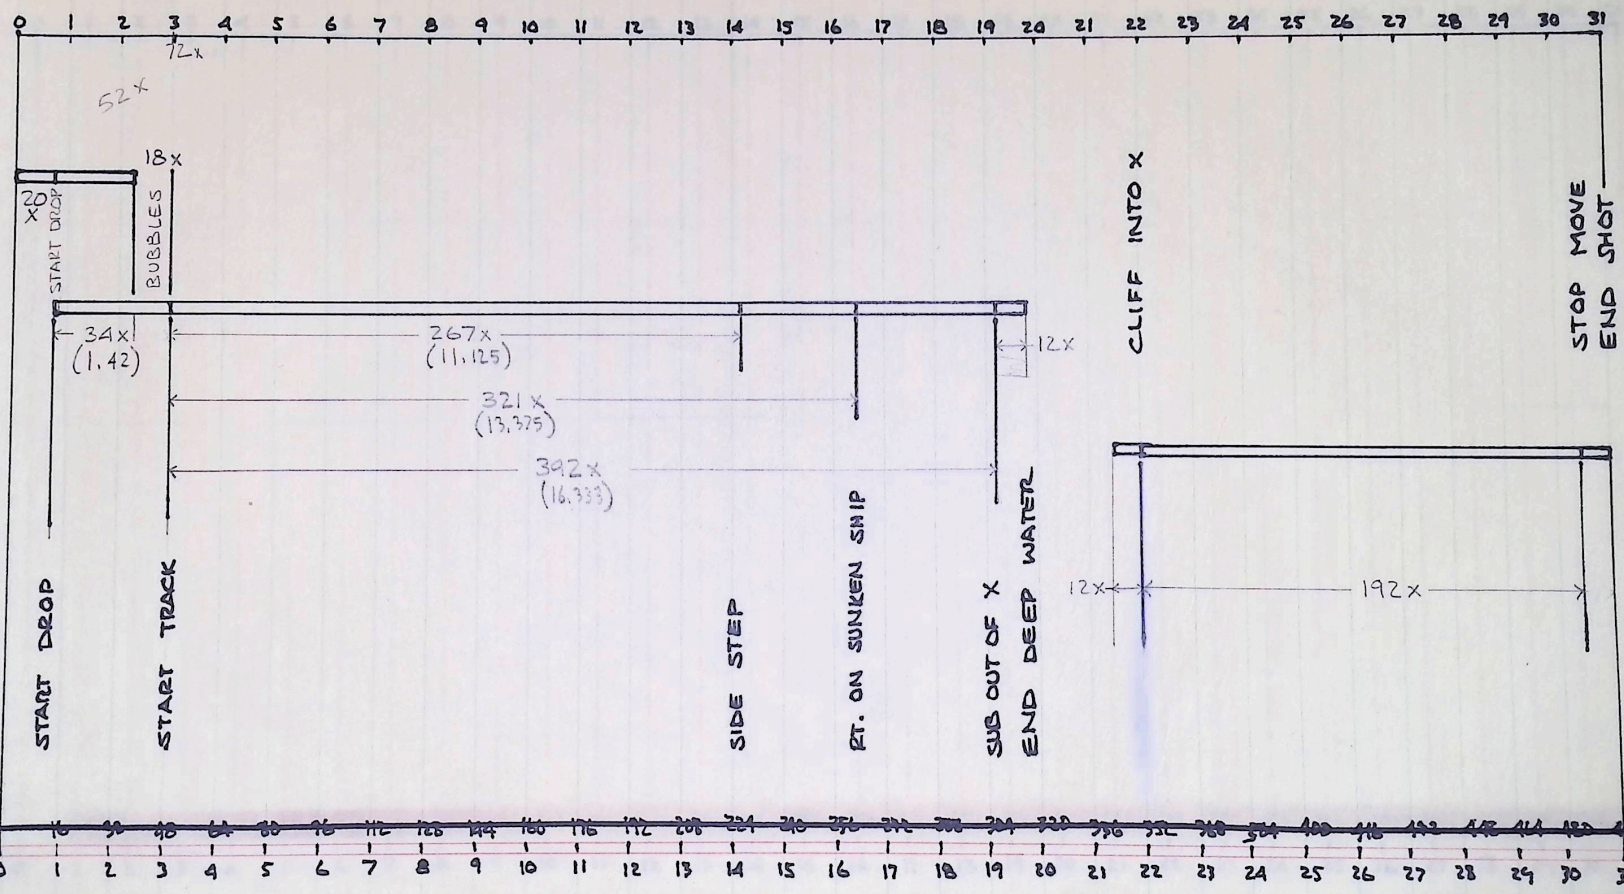 0 1 2 3 4 5 6 7 8 9 10 11 12 13 14 15 16 17 18 19 20 21 22 23 24 25 26 27 28 29 30 31
72x
52x
18x
20
X
START DROP
BUBBLES
CLIFF INTO X
STOP MOVE
END SHOT
34x
(1.42)
267x
(11.125)
12x
321x
(13.375)
392x
(16.333)
12x
192x
START DROP
START TRACK
SIDE STEP
PT. ON SUNKEN SHIP
SUB OUT OF X
END DEEP WATER
1 2 3 4 5 6 7 8 9 10 11 12 13 14 15 16 17 18 19 20 21 22 23 24 25 26 27 28 29 30